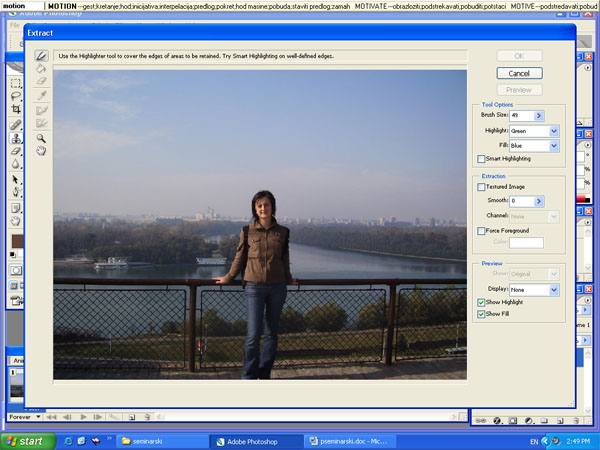 motion MOTION--gest;kretanje;hod;inicijativa;interpelacija;predlog;pokret;hod masine;pobuda;staviti predlog;zamah MOTIVATE--obrazloziti;podstrekavati;pobuditi;potstaci MOTIVE--podstredavati;pobud
Adobe Photoshop
Extract
Use the Highlighter tool to cover the edges of areas to be retained. Try Smart Highlighting on well-defined edges.
OK
Cancel
Preview
Tool Options
Brush Size: 49
Highlight: Green
Fill: Blue
Smart Highlighting
Extraction
Textured Image
Smooth: 0
Channel: None
Force Foreground
Color:
Preview
Show: Original
Display: None
Show Highlight
Show Fill
Forever
start
seminarski
Adobe Photoshop
pseminarski.doc - Mic...
EN
2:49 PM